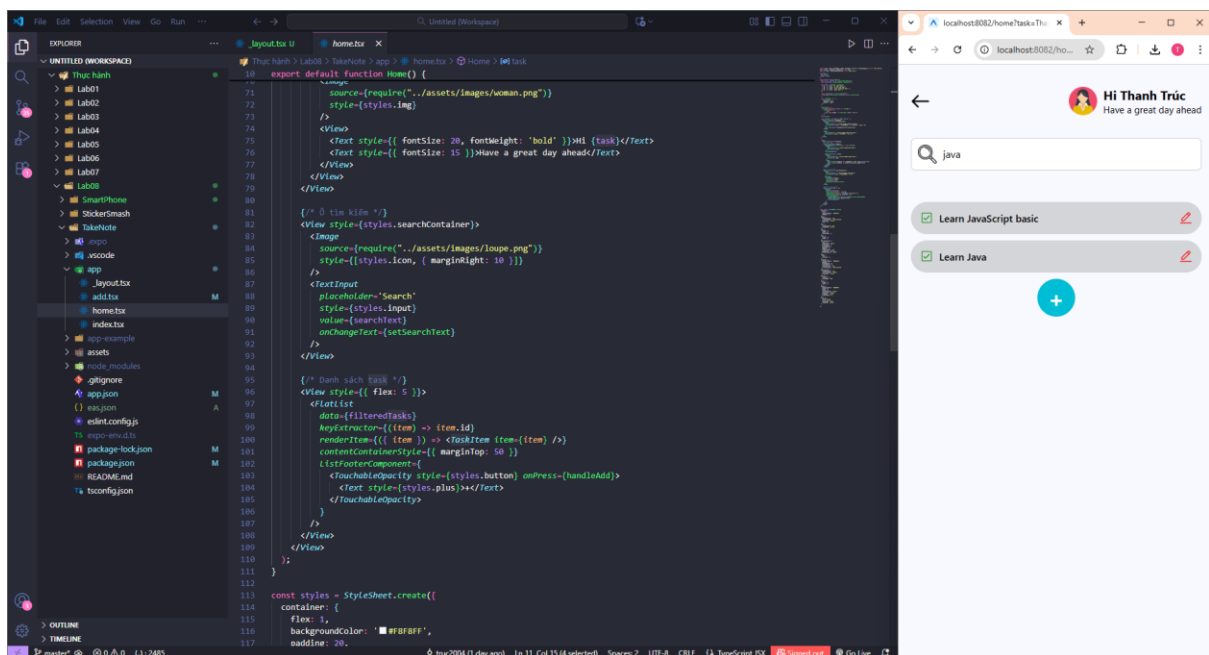 File Edit Selection View Go Run ···
Untitled (Workspace)
EXPLORER
UNTITLED (WORKSPACE)
Thực hành
Lab01
Lab02
Lab03
Lab04
Lab05
Lab06
Lab07
Lab08
SmartPhone
StickerSmash
TakeNote
.expo
.vscode
app
_layout.tsx
add.tsx M
home.tsx
index.tsx
app-example
assets
node_modules
.gitignore
app.json M
eas.json A
eslint.config.js
expo-env.d.ts
package-lock.json M
package.json M
README.md
tsconfig.json
OUTLINE
TIMELINE
_layout.tsx U
home.tsx
Thực hành > Lab08 > TakeNote > app > home.tsx > Home > task
10 export default function Home() {
<Image
71 source={require("../assets/images/woman.png")}
72 style={styles.img}
73 />
74 <View>
75 <Text style={{ fontSize: 20, fontWeight: 'bold' }}>Hi {task}</Text>
76 <Text style={{ fontSize: 15 }}>Have a great day ahead</Text>
77 </View>
78 </View>
79 </View>
80
81 {/* Ô tìm kiếm */}
82 <View style={styles.searchContainer}>
83 <Image
84 source={require("../assets/images/loupe.png")}
85 style={[styles.icon, { marginRight: 10 }]}
86 />
87 <TextInput
88 placeholder='Search'
89 style={styles.input}
90 value={searchText}
91 onChangeText={setSearchText}
92 />
93 </View>
94
95 {/* Danh sách task */}
96 <View style={{ flex: 5 }}>
97 <FlatList
98 data={filteredTasks}
99 keyExtractor={(item) => item.id}
100 renderItem={({ item }) => <TaskItem item={item} />}
101 contentContainerStyle={{ marginTop: 50 }}
102 ListFooterComponent={
103 <TouchableOpacity style={styles.button} onPress={handleAdd}>
104 <Text style={styles.plus}>+</Text>
105 </TouchableOpacity>
106 }
107 />
108 </View>
109 </View>
110 );
111 }
112
113 const styles = StyleSheet.create({
114 container: {
115 flex: 1,
116 backgroundColor: '#F8F8FF',
117 padding: 20,
master* 0 0 2485 truc2004 (1 day ago) Ln 11, Col 15 (4 selected) Spaces: 2 UTF-8 CRLF TypeScript JSX Signed out Go Live
localhost:8082/home?task=Tha
localhost:8082/ho...
Hi Thanh Trúc
Have a great day ahead
java
Learn JavaScript basic
Learn Java
+